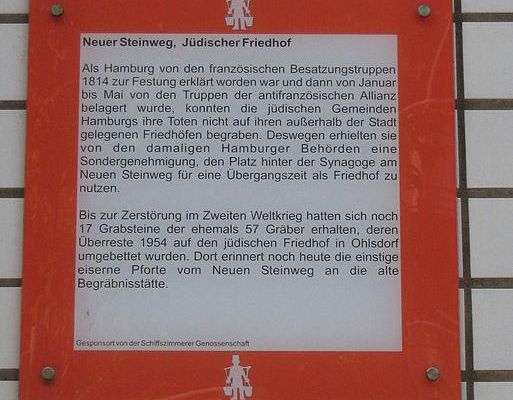 Neuer Steinweg, Jüdischer Friedhof
Als Hamburg von den französischen Besatzungstruppen
1814 zur Festung erklärt worden war und dann von Januar
bis Mai von den Truppen der antifranzösischen Allianz
belagert wurde, konnten die jüdischen Gemeinden
Hamburgs ihre Toten nicht auf ihren außerhalb der Stadt
gelegenen Friedhöfen begraben. Deswegen erhielten sie
von den damaligen Hamburger Behörden eine
Sondergenehmigung, den Platz hinter der Synagoge am
Neuen Steinweg für eine Übergangszeit als Friedhof zu
nutzen.
Bis zur Zerstörung im Zweiten Weltkrieg hatten sich noch
17 Grabsteine der ehemals 57 Gräber erhalten, deren
Überreste 1954 auf den jüdischen Friedhof in Ohlsdorf
umgebettet wurden. Dort erinnert noch heute die einstige
eiserne Pforte vom Neuen Steinweg an die alte
Begräbnisstätte.
Gesponsort von der Schiffszimmerer Genossenschaft